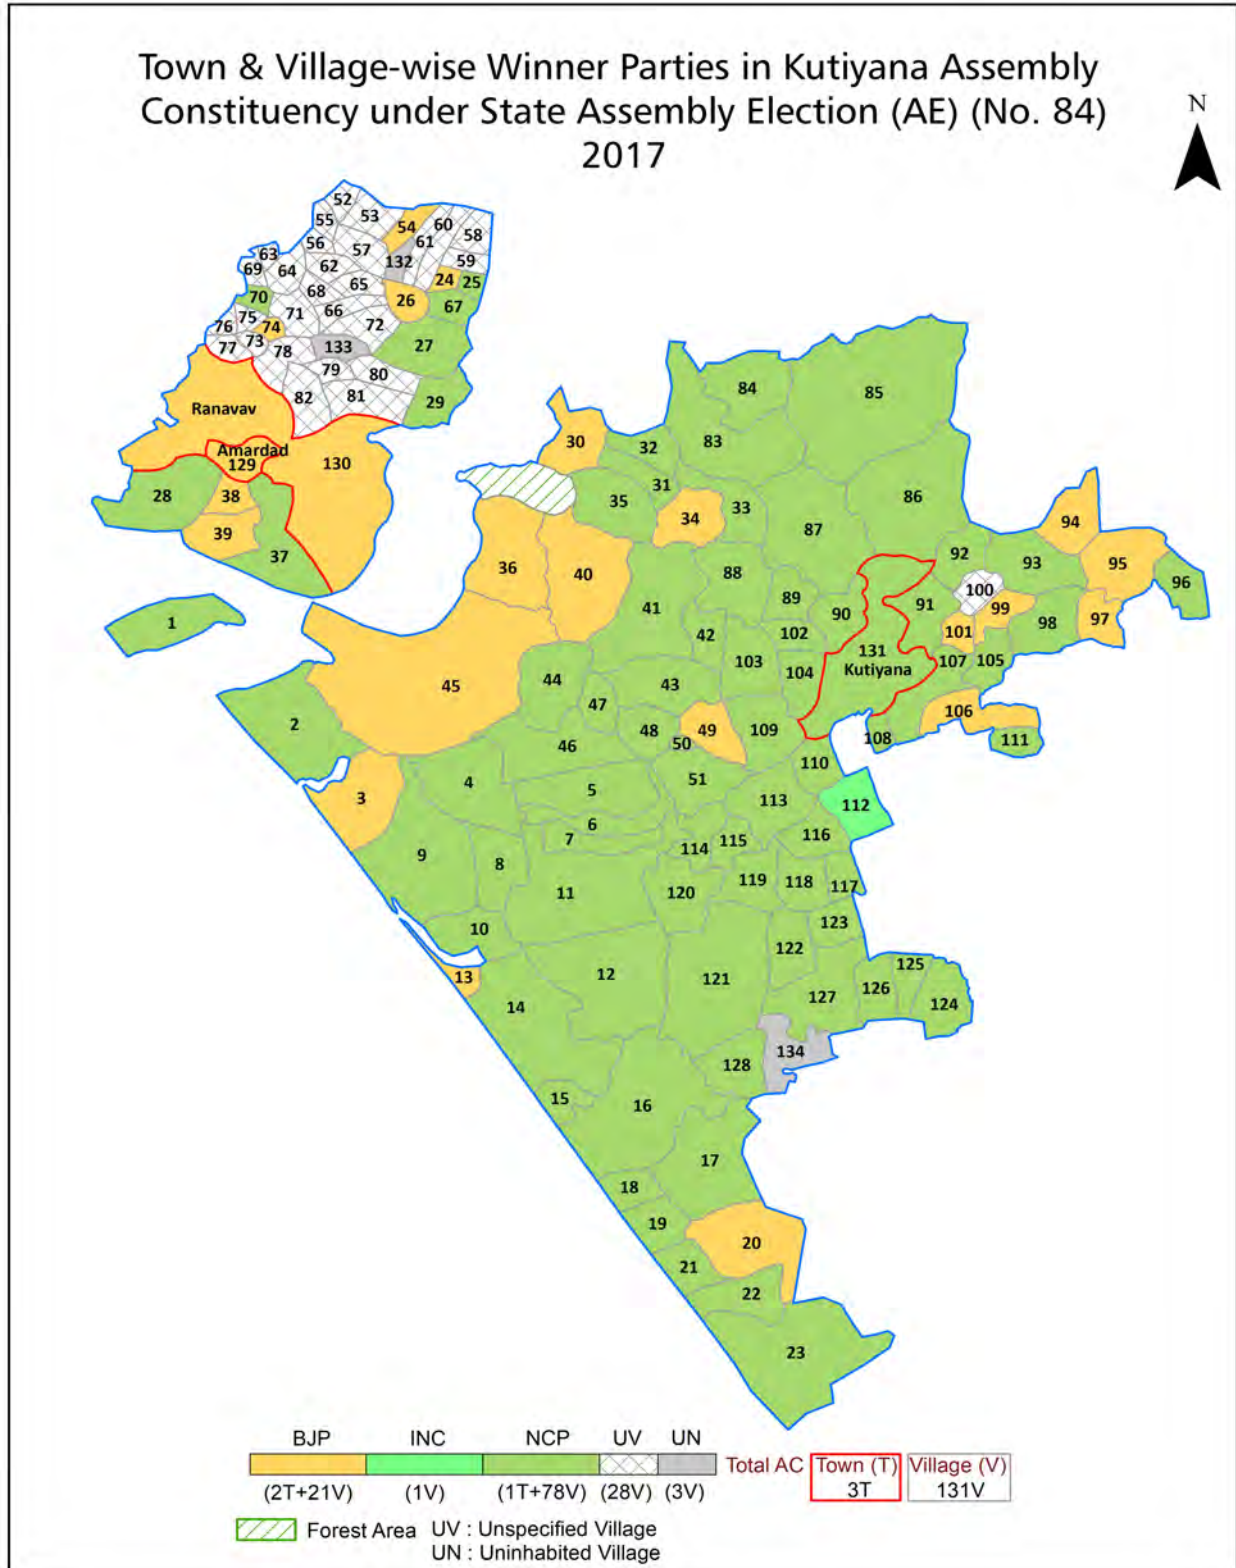 Town & Village-wise Winner Parties in Kutiyana Assembly
Constituency under State Assembly Election (AE) (No. 84)
2017
N
52
55 53 54 60
56 57 61 58
63 62 132 59
69 64 65 24 25
70 68 26 67
71 66
76 75 74 72
77 73 78 133 27
79 80
82 81 29
Ranavav
Amardad
129 130
28 38
39
37
1
30 32 84 85
83
31
35 34 33 86
87
94
36 40 88 92 93 95
41 89 90 91 100 96
99
42 102 101 98 97
103 131
45 44 43 104 Kutiyana 107 105
2 47
46 48 49 109 106
50 108 111
4 51 110
3 5 113 112
6
7 114 115 116
9 8
11 120 119 118 117
10 123
122
13 12 121 125
14 127 126 124
134
128
15 16
17
18
19
20
21
22
23
BJP INC NCP UV UN
Total AC Town (T) Village (V)
3T 131V
(2T+21V) (1V) (1T+78V) (28V) (3V)
Forest Area UV : Unspecified Village
UN : Uninhabited Village